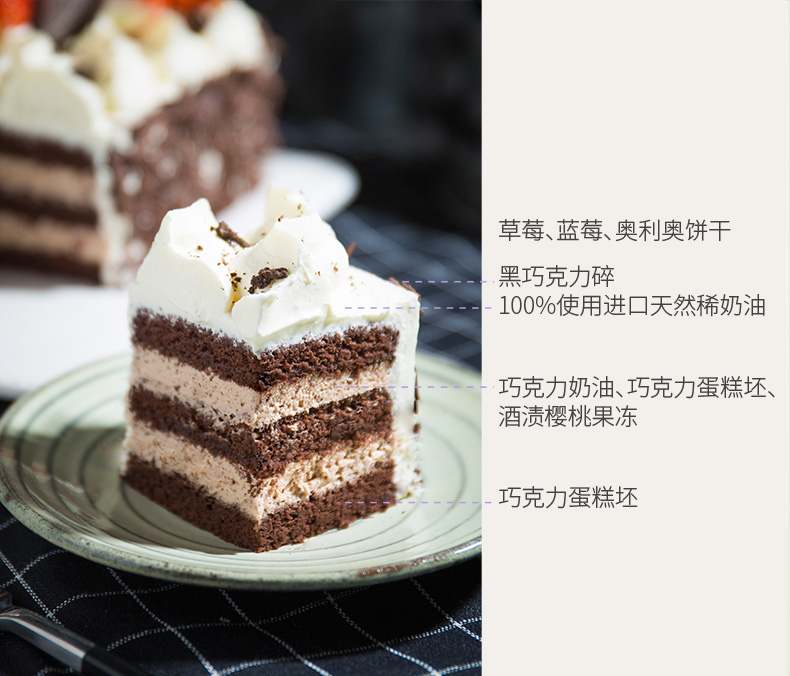 草莓、蓝莓、奥利奥饼干
黑巧克力碎
100%使用进口天然稀奶油
巧克力奶油、巧克力蛋糕坯、
酒渍樱桃果冻
巧克力蛋糕坯